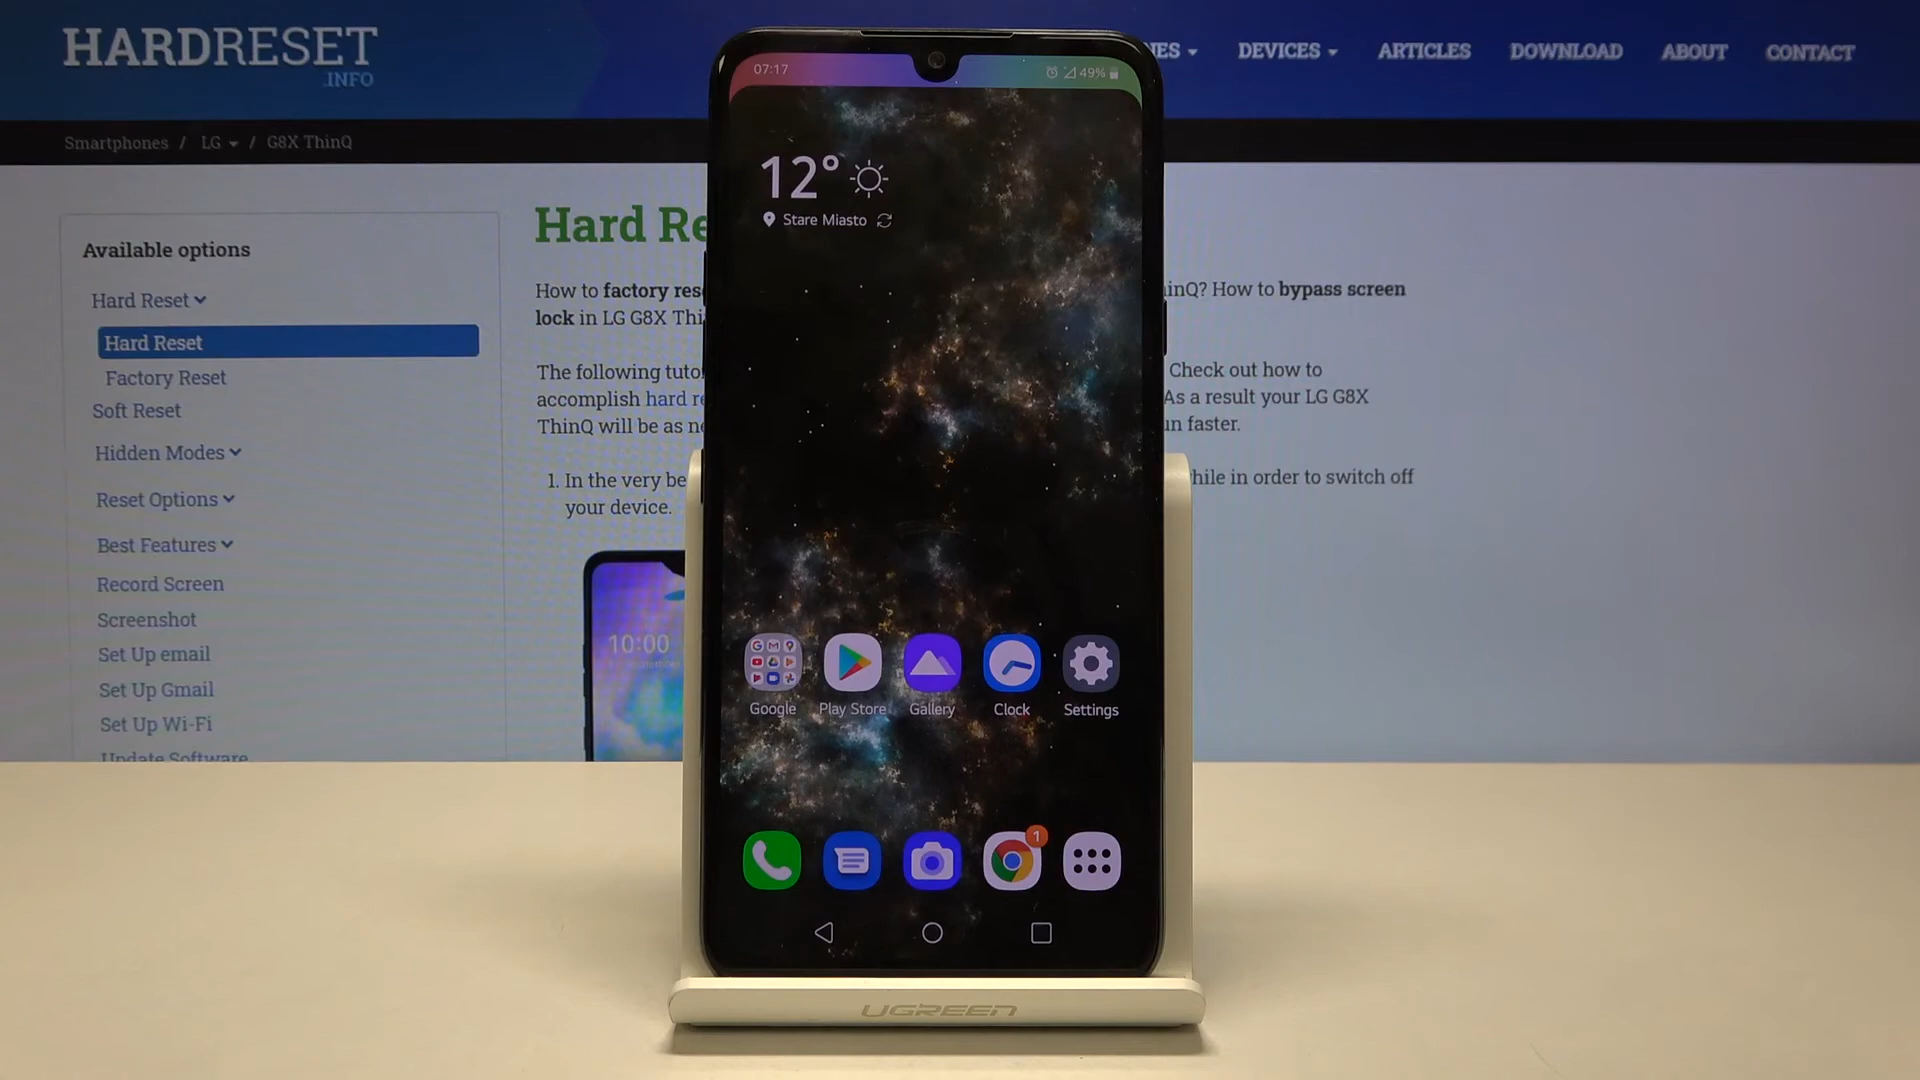 HARDRESET
.INFO
DEVICES
ARTICLES
DOWNLOAD
ABOUT
CONTACT
Smartphones / LG / G8X ThinQ
Available options
Hard Reset
Hard Reset
Factory Reset
Soft Reset
Hidden Modes
Reset Options
Best Features
Record Screen
Screenshot
Set Up email
Set Up Gmail
Set Up Wi-Fi
Update Software
Hard Re
How to factory res
inQ? How to bypass screen
lock in LG G8X Thi
The following tuto
Check out how to
accomplish hard re
As a result your LG G8X
ThinQ will be as ne
un faster.
1. In the very be
hile in order to switch off
your device.
10:00
07:17
49%
12°
Stare Miasto
Google
Play Store
Gallery
Clock
Settings
1
UGREEN